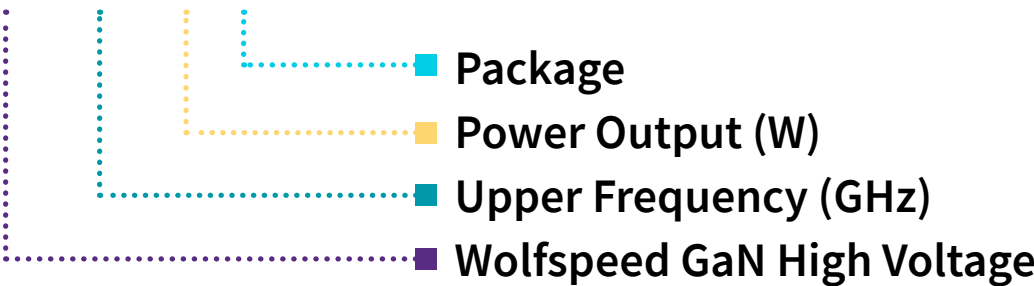 Package
Power Output (W)
Upper Frequency (GHz)
Wolfspeed GaN High Voltage